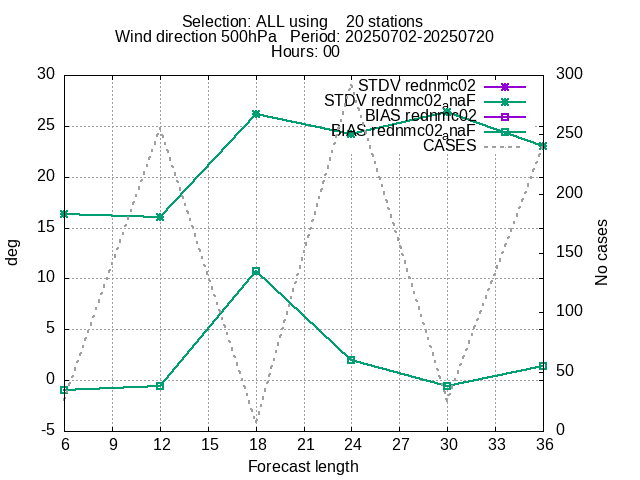 Selection: ALL using    20 stations
Wind direction 500hPa   Period: 20250702-20250720
Hours: 00
STDV rednmc02
STDV rednmc02ₐnaF
BIAS rednmc02
BIAS rednmc02ₐnaF
CASES
30
25
20
15
10
5
0
-5
deg
300
250
200
150
100
50
0
No cases
6 9 12 15 18 21 24 27 30 33 36
Forecast length